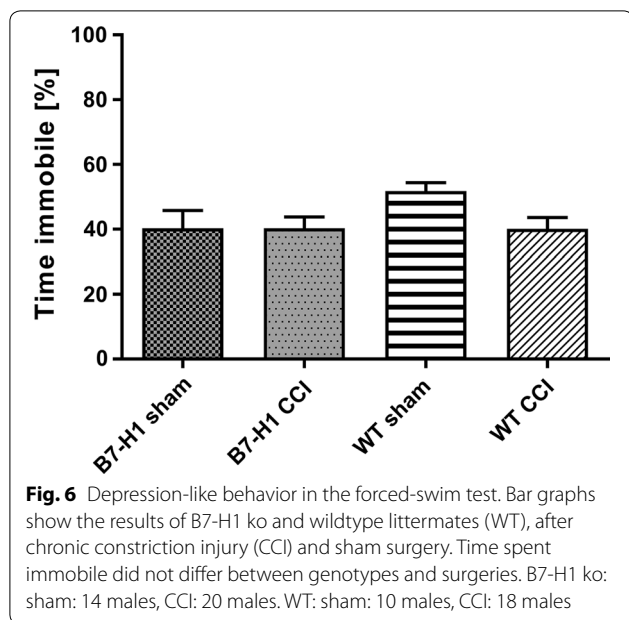 100
80
60
40
20
0
Time immobile [%]
B7-H1 sham
B7-H1 CCI
WT sham
WT CCI
Fig. 6 Depression-like behavior in the forced-swim test. Bar graphs
show the results of B7-H1 ko and wildtype littermates (WT), after
chronic constriction injury (CCI) and sham surgery. Time spent
immobile did not differ between genotypes and surgeries. B7-H1 ko:
sham: 14 males, CCI: 20 males. WT: sham: 10 males, CCI: 18 males